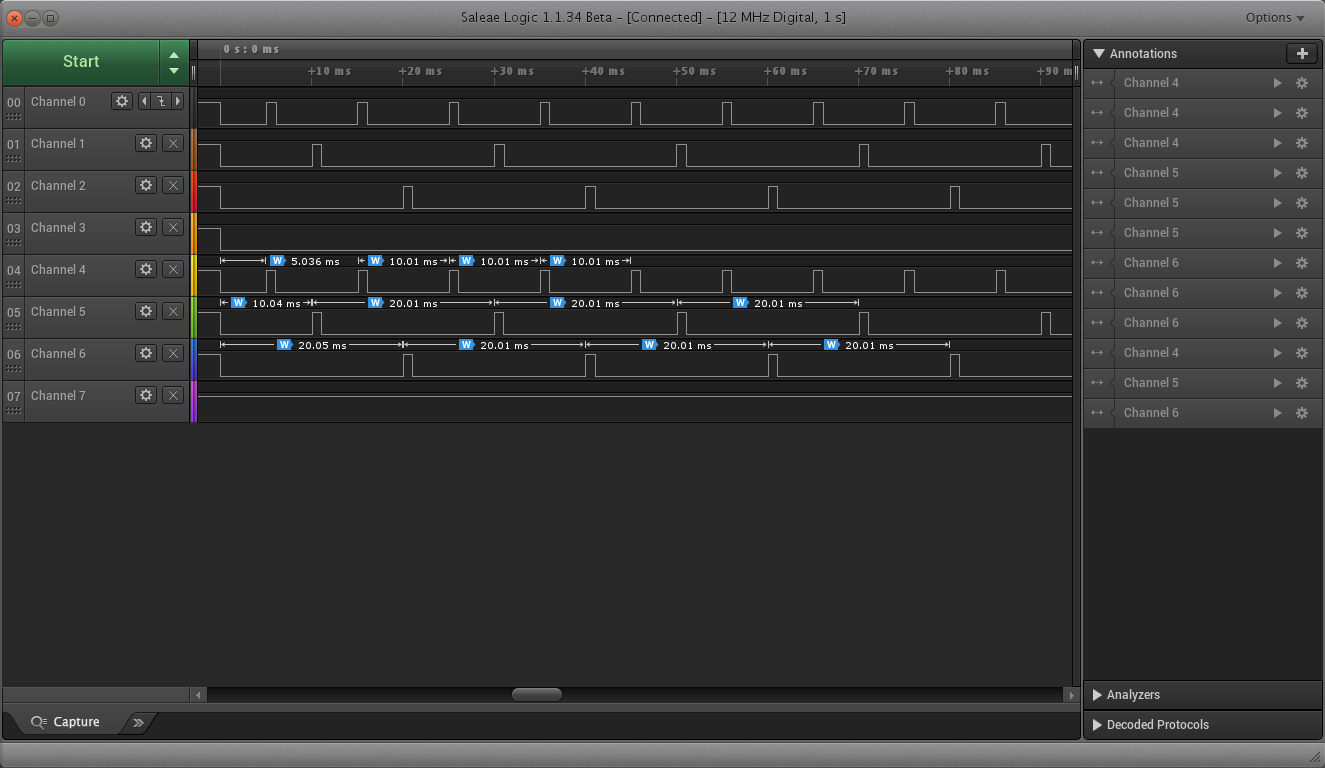 Saleae Logic 1.1.34 Beta - [Connected] - [12 MHz Digital, 1 s]
Options
Start
0 s : 0 ms
+10 ms +20 ms +30 ms +40 ms +50 ms +60 ms +70 ms +80 ms +90 m
00 Channel 0
01 Channel 1
02 Channel 2
03 Channel 3
W 5.036 ms W 10.01 ms W 10.01 ms W 10.01 ms
04 Channel 4
W 10.04 ms W 20.01 ms W 20.01 ms W 20.01 ms
05 Channel 5
W 20.05 ms W 20.01 ms W 20.01 ms W 20.01 ms
06 Channel 6
07 Channel 7
Capture
Annotations
Channel 4
Channel 4
Channel 4
Channel 5
Channel 5
Channel 5
Channel 6
Channel 6
Channel 6
Channel 4
Channel 5
Channel 6
Analyzers
Decoded Protocols